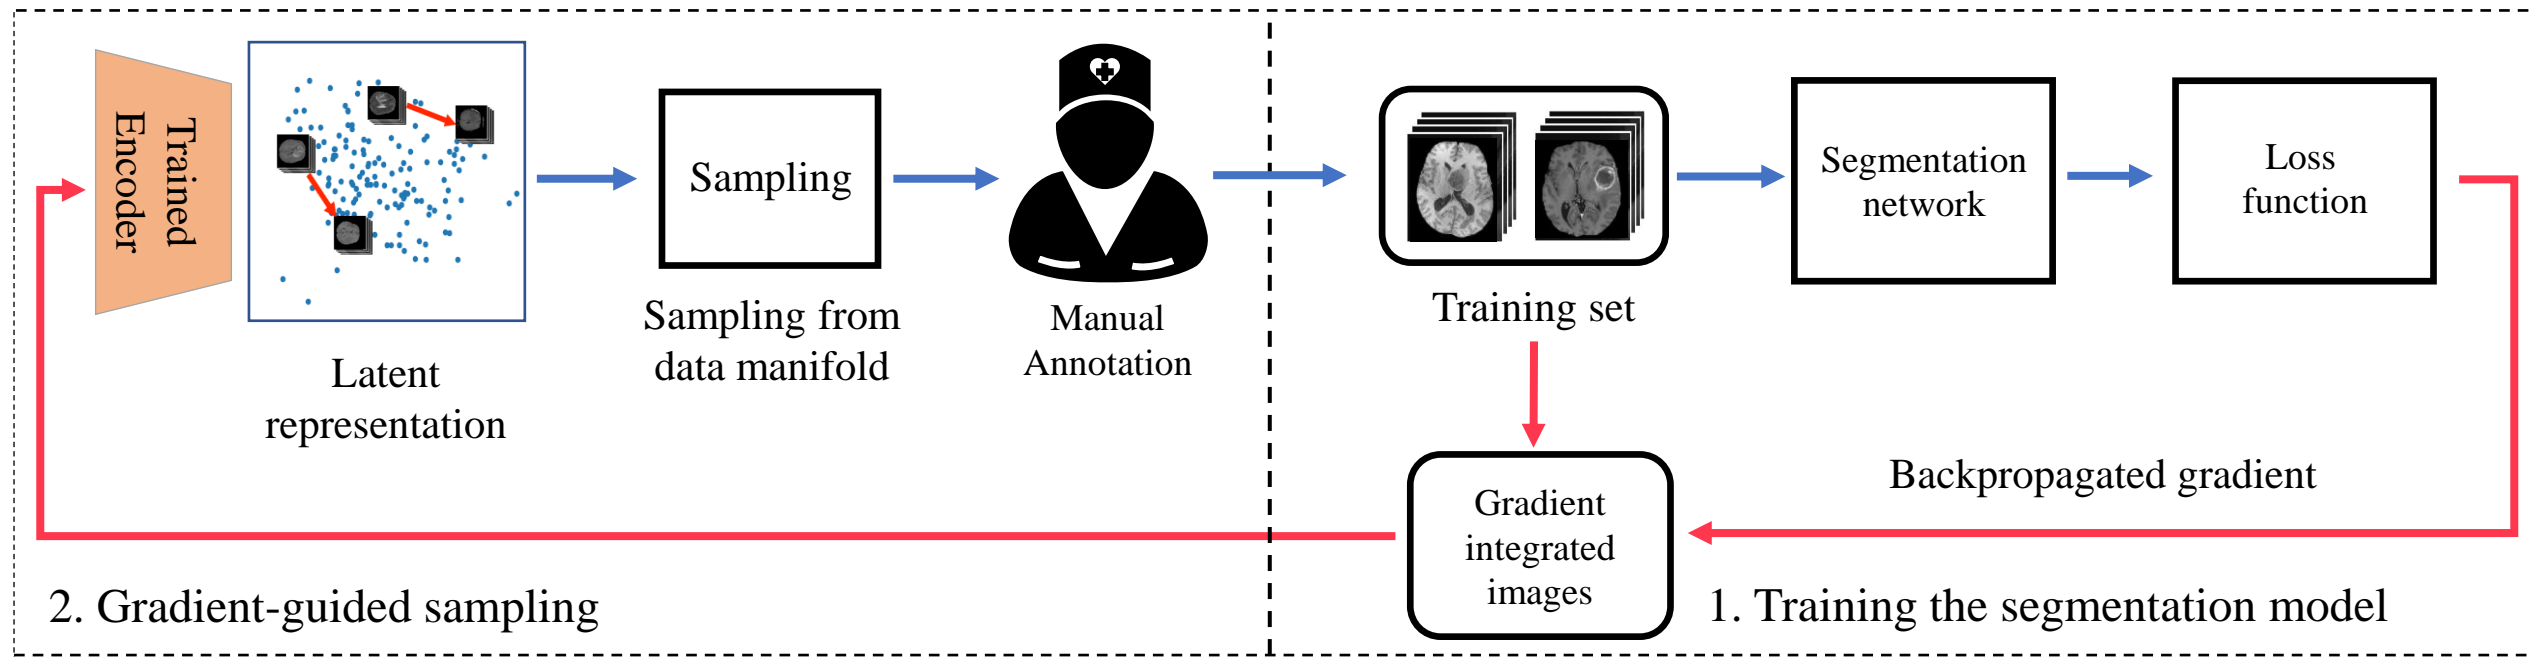 Trained
Encoder
Latent
representation
Sampling
Sampling from
data manifold
Manual
Annotation
Training set
Segmentation
network
Loss
function
Gradient
integrated
images
Backpropagated gradient
2. Gradient-guided sampling
1. Training the segmentation model